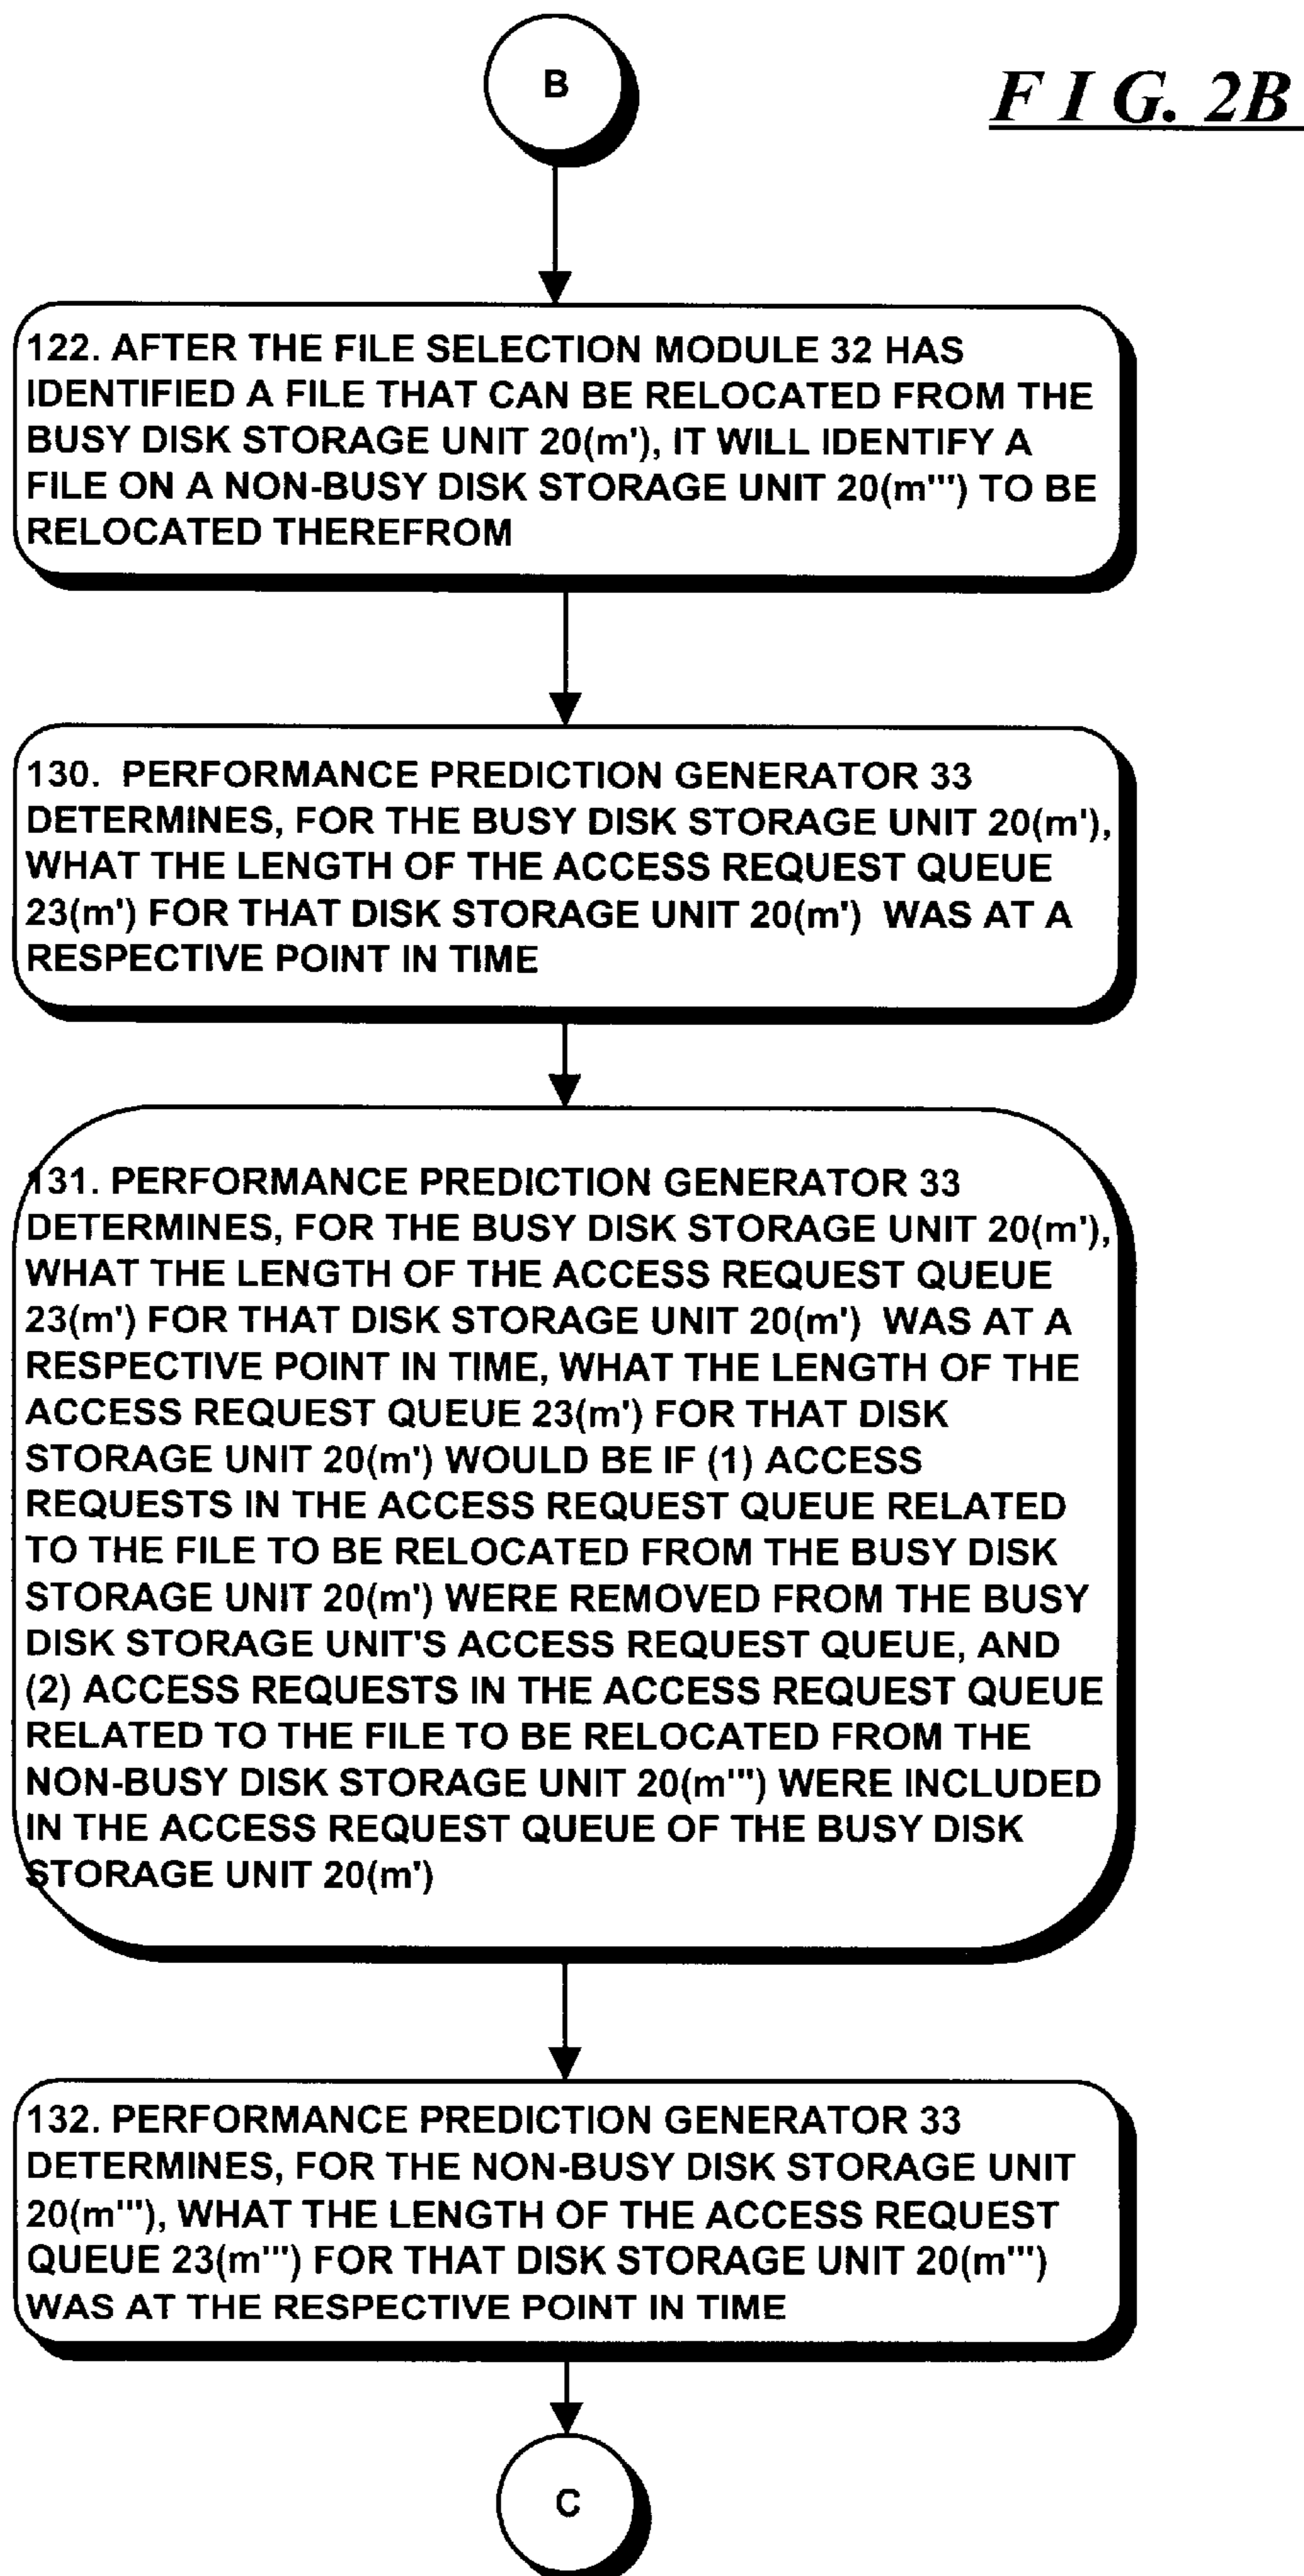 B
F I G. 2B
122. AFTER THE FILE SELECTION MODULE 32 HAS
IDENTIFIED A FILE THAT CAN BE RELOCATED FROM THE
BUSY DISK STORAGE UNIT 20(m'), IT WILL IDENTIFY A
FILE ON A NON-BUSY DISK STORAGE UNIT 20(m''') TO BE
RELOCATED THEREFROM
130. PERFORMANCE PREDICTION GENERATOR 33
DETERMINES, FOR THE BUSY DISK STORAGE UNIT 20(m'),
WHAT THE LENGTH OF THE ACCESS REQUEST QUEUE
23(m') FOR THAT DISK STORAGE UNIT 20(m') WAS AT A
RESPECTIVE POINT IN TIME
131. PERFORMANCE PREDICTION GENERATOR 33
DETERMINES, FOR THE BUSY DISK STORAGE UNIT 20(m'),
WHAT THE LENGTH OF THE ACCESS REQUEST QUEUE
23(m') FOR THAT DISK STORAGE UNIT 20(m') WAS AT A
RESPECTIVE POINT IN TIME, WHAT THE LENGTH OF THE
ACCESS REQUEST QUEUE 23(m') FOR THAT DISK
STORAGE UNIT 20(m') WOULD BE IF (1) ACCESS
REQUESTS IN THE ACCESS REQUEST QUEUE RELATED
TO THE FILE TO BE RELOCATED FROM THE BUSY DISK
STORAGE UNIT 20(m') WERE REMOVED FROM THE BUSY
DISK STORAGE UNIT'S ACCESS REQUEST QUEUE, AND
(2) ACCESS REQUESTS IN THE ACCESS REQUEST QUEUE
RELATED TO THE FILE TO BE RELOCATED FROM THE
NON-BUSY DISK STORAGE UNIT 20(m''') WERE INCLUDED
IN THE ACCESS REQUEST QUEUE OF THE BUSY DISK
STORAGE UNIT 20(m')
132. PERFORMANCE PREDICTION GENERATOR 33
DETERMINES, FOR THE NON-BUSY DISK STORAGE UNIT
20(m'''), WHAT THE LENGTH OF THE ACCESS REQUEST
QUEUE 23(m''') FOR THAT DISK STORAGE UNIT 20(m''')
WAS AT THE RESPECTIVE POINT IN TIME
C